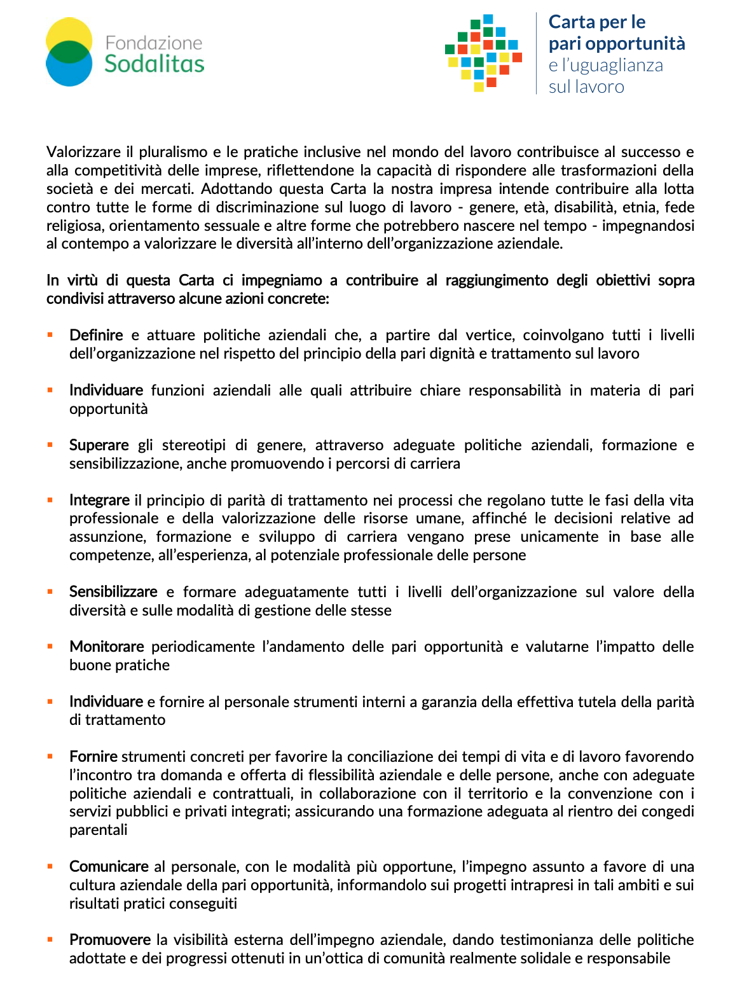 Fondazione
Sodalitas
Carta per le
pari opportunità
e l’uguaglianza
sul lavoro
Valorizzare il pluralismo e le pratiche inclusive nel mondo del lavoro contribuisce al successo e
alla competitività delle imprese, riflettendone la capacità di rispondere alle trasformazioni della
società e dei mercati. Adottando questa Carta la nostra impresa intende contribuire alla lotta
contro tutte le forme di discriminazione sul luogo di lavoro - genere, età, disabilità, etnia, fede
religiosa, orientamento sessuale e altre forme che potrebbero nascere nel tempo - impegnandosi
al contempo a valorizzare le diversità all’interno dell’organizzazione aziendale.
In virtù di questa Carta ci impegniamo a contribuire al raggiungimento degli obiettivi sopra
condivisi attraverso alcune azioni concrete:
▪ Definire e attuare politiche aziendali che, a partire dal vertice, coinvolgano tutti i livelli
dell’organizzazione nel rispetto del principio della pari dignità e trattamento sul lavoro
▪ Individuare funzioni aziendali alle quali attribuire chiare responsabilità in materia di pari
opportunità
▪ Superare gli stereotipi di genere, attraverso adeguate politiche aziendali, formazione e
sensibilizzazione, anche promuovendo i percorsi di carriera
▪ Integrare il principio di parità di trattamento nei processi che regolano tutte le fasi della vita
professionale e della valorizzazione delle risorse umane, affinché le decisioni relative ad
assunzione, formazione e sviluppo di carriera vengano prese unicamente in base alle
competenze, all’esperienza, al potenziale professionale delle persone
▪ Sensibilizzare e formare adeguatamente tutti i livelli dell’organizzazione sul valore della
diversità e sulle modalità di gestione delle stesse
▪ Monitorare periodicamente l’andamento delle pari opportunità e valutarne l’impatto delle
buone pratiche
▪ Individuare e fornire al personale strumenti interni a garanzia della effettiva tutela della parità
di trattamento
▪ Fornire strumenti concreti per favorire la conciliazione dei tempi di vita e di lavoro favorendo
l’incontro tra domanda e offerta di flessibilità aziendale e delle persone, anche con adeguate
politiche aziendali e contrattuali, in collaborazione con il territorio e la convenzione con i
servizi pubblici e privati integrati; assicurando una formazione adeguata al rientro dei congedi
parentali
▪ Comunicare al personale, con le modalità più opportune, l’impegno assunto a favore di una
cultura aziendale della pari opportunità, informandolo sui progetti intrapresi in tali ambiti e sui
risultati pratici conseguiti
▪ Promuovere la visibilità esterna dell’impegno aziendale, dando testimonianza delle politiche
adottate e dei progressi ottenuti in un’ottica di comunità realmente solidale e responsabile